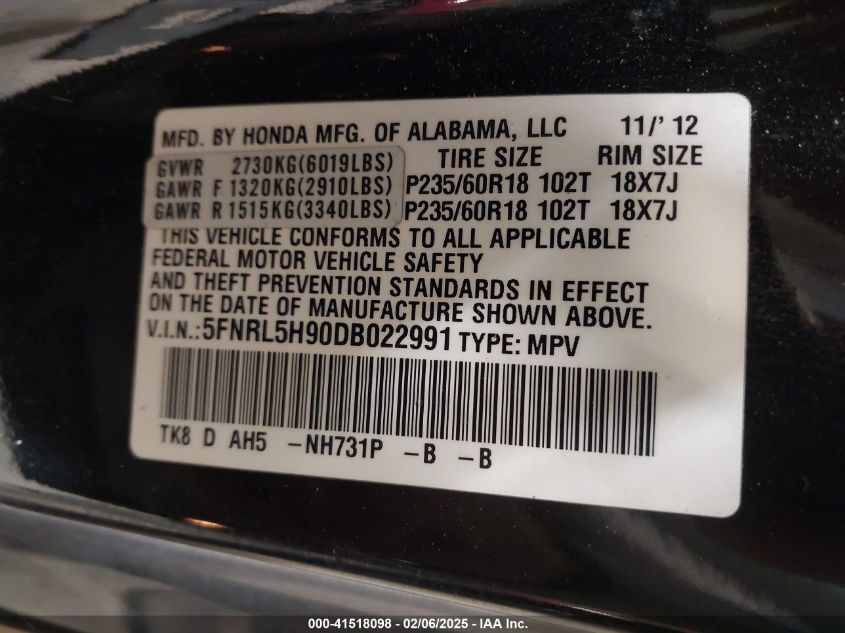 MFD. BY HONDA MFG. OF ALABAMA, LLC 11/' 12
GVWR 2730KG(6019LBS) TIRE SIZE RIM SIZE
GAWR F 1320KG(2910LBS) P235/60R18 102T 18X7J
GAWR R 1515KG(3340LBS) P235/60R18 102T 18X7J
THIS VEHICLE CONFORMS TO ALL APPLICABLE
FEDERAL MOTOR VEHICLE SAFETY
AND THEFT PREVENTION STANDARDS IN EFFECT
ON THE DATE OF MANUFACTURE SHOWN ABOVE.
V.I.N.:5FNRL5H90DB022991 TYPE: MPV
TK8 D AH5 -NH731P -B -B
000-41518098 - 02/06/2025 - IAA Inc.